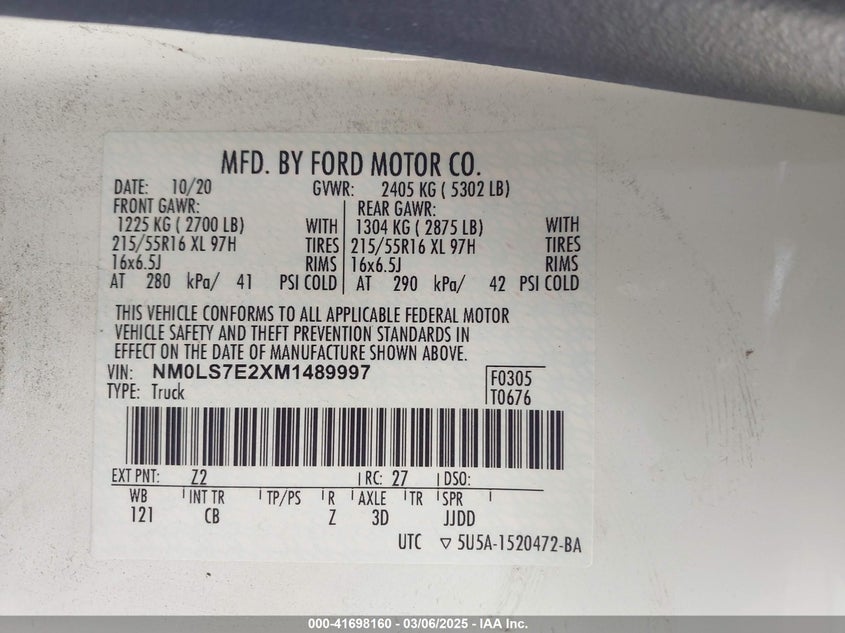 MFD. BY FORD MOTOR CO.
DATE: 10/20 GVWR: 2405 KG ( 5302 LB)
FRONT GAWR: REAR GAWR:
1225 KG ( 2700 LB) WITH 1304 KG ( 2875 LB) WITH
215/55R16 XL 97H TIRES 215/55R16 XL 97H TIRES
16x6.5J RIMS 16x6.5J RIMS
AT 280 kPa/ 41 PSI COLD AT 290 kPa/ 42 PSI COLD
THIS VEHICLE CONFORMS TO ALL APPLICABLE FEDERAL MOTOR
VEHICLE SAFETY AND THEFT PREVENTION STANDARDS IN
EFFECT ON THE DATE OF MANUFACTURE SHOWN ABOVE.
VIN: NM0LS7E2XM1489997 F0305
TYPE: Truck T0676
EXT PNT: Z2 RC: 27 DSO:
WB INT TR TP/PS R AXLE TR SPR
121 CB Z 3D JJDD
UTC ▽ 5U5A-1520472-BA
000-41698160 - 03/06/2025 - IAA Inc.